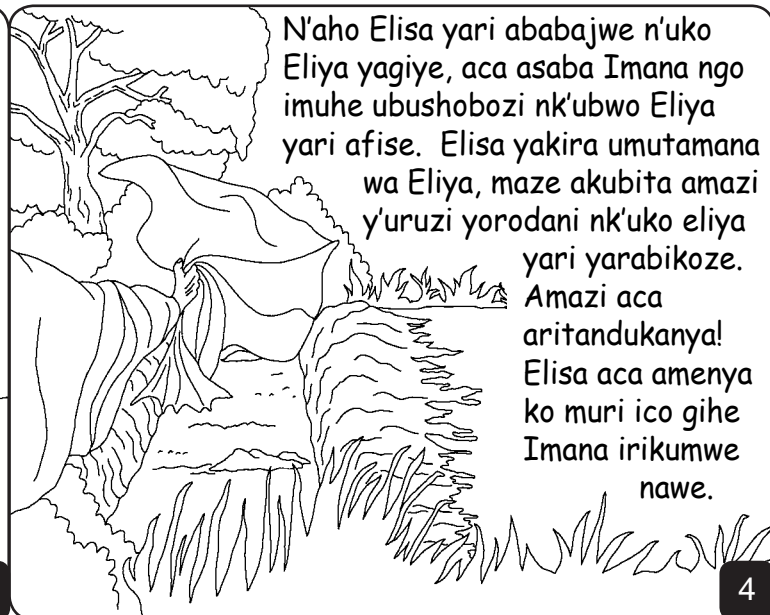 N'aho Elisa yari ababajwe n'uko
Eliya yagiye, aca asaba Imana ngo
imuhe ubushobozi nk'ubwo Eliya
yari afise. Elisa yakira umutamana
wa Eliya, maze akubita amazi
y'uruzi yorodani nk'uko eliya
yari yarabikoze.
Amazi aca
aritandukanya!
Elisa aca amenya
ko muri ico gihe
Imana irikumwe
nawe.
4